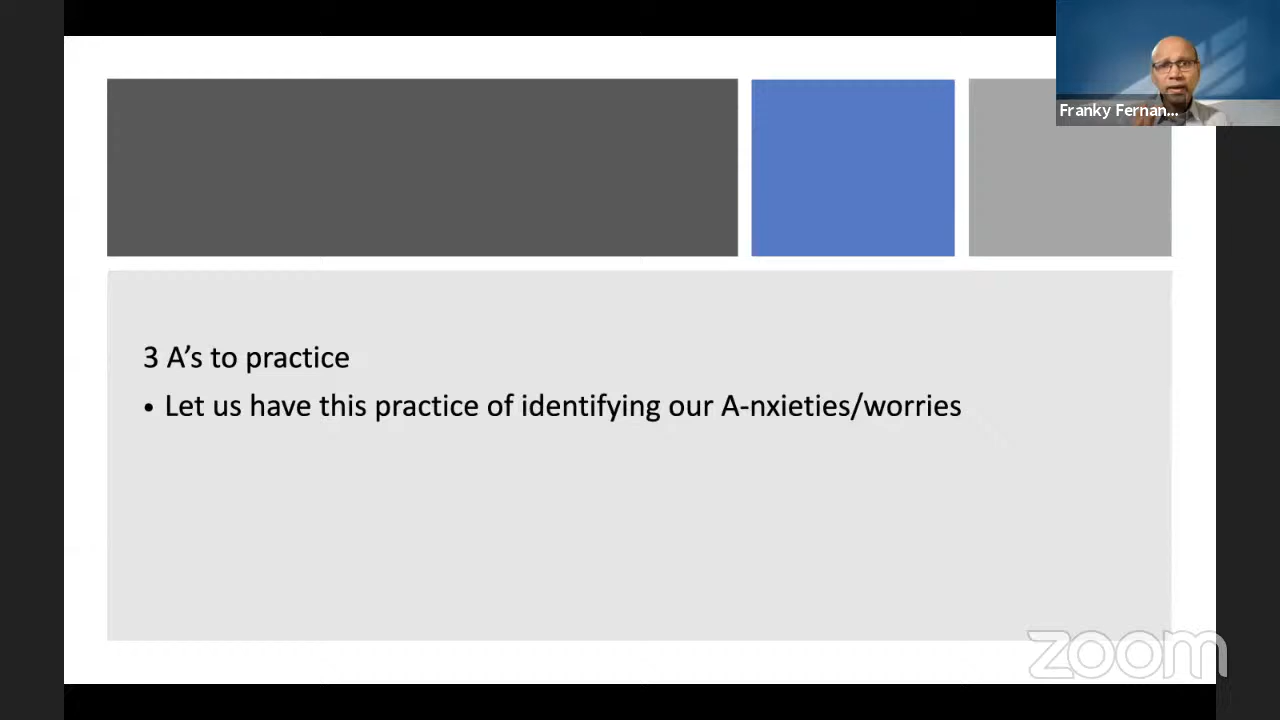 Franky Fernan...
3 A’s to practice
• Let us have this practice of identifying our A-nxieties/worries
zoom